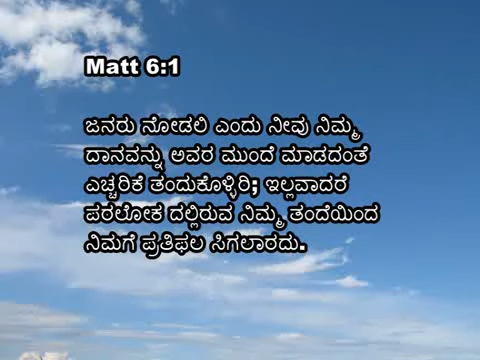 Matt 6:1
ಜನರು ನೋಡಲಿ ಎಂದು ನೀವು ನಿಮ್ಮ
ದಾನವನ್ನು ಅವರ ಮುಂದೆ ಮಾಡದಂತೆ
ಎಚ್ಚರಿಕೆ ತಂದುಕೊಳ್ಳಿರಿ; ಇಲ್ಲವಾದರೆ
ಪರಲೋಕ ದಲ್ಲಿರುವ ನಿಮ್ಮ ತಂದೆಯಿಂದ
ನಿಮಗೆ ಪ್ರತಿಫಲ ಸಿಗಲಾರದು.